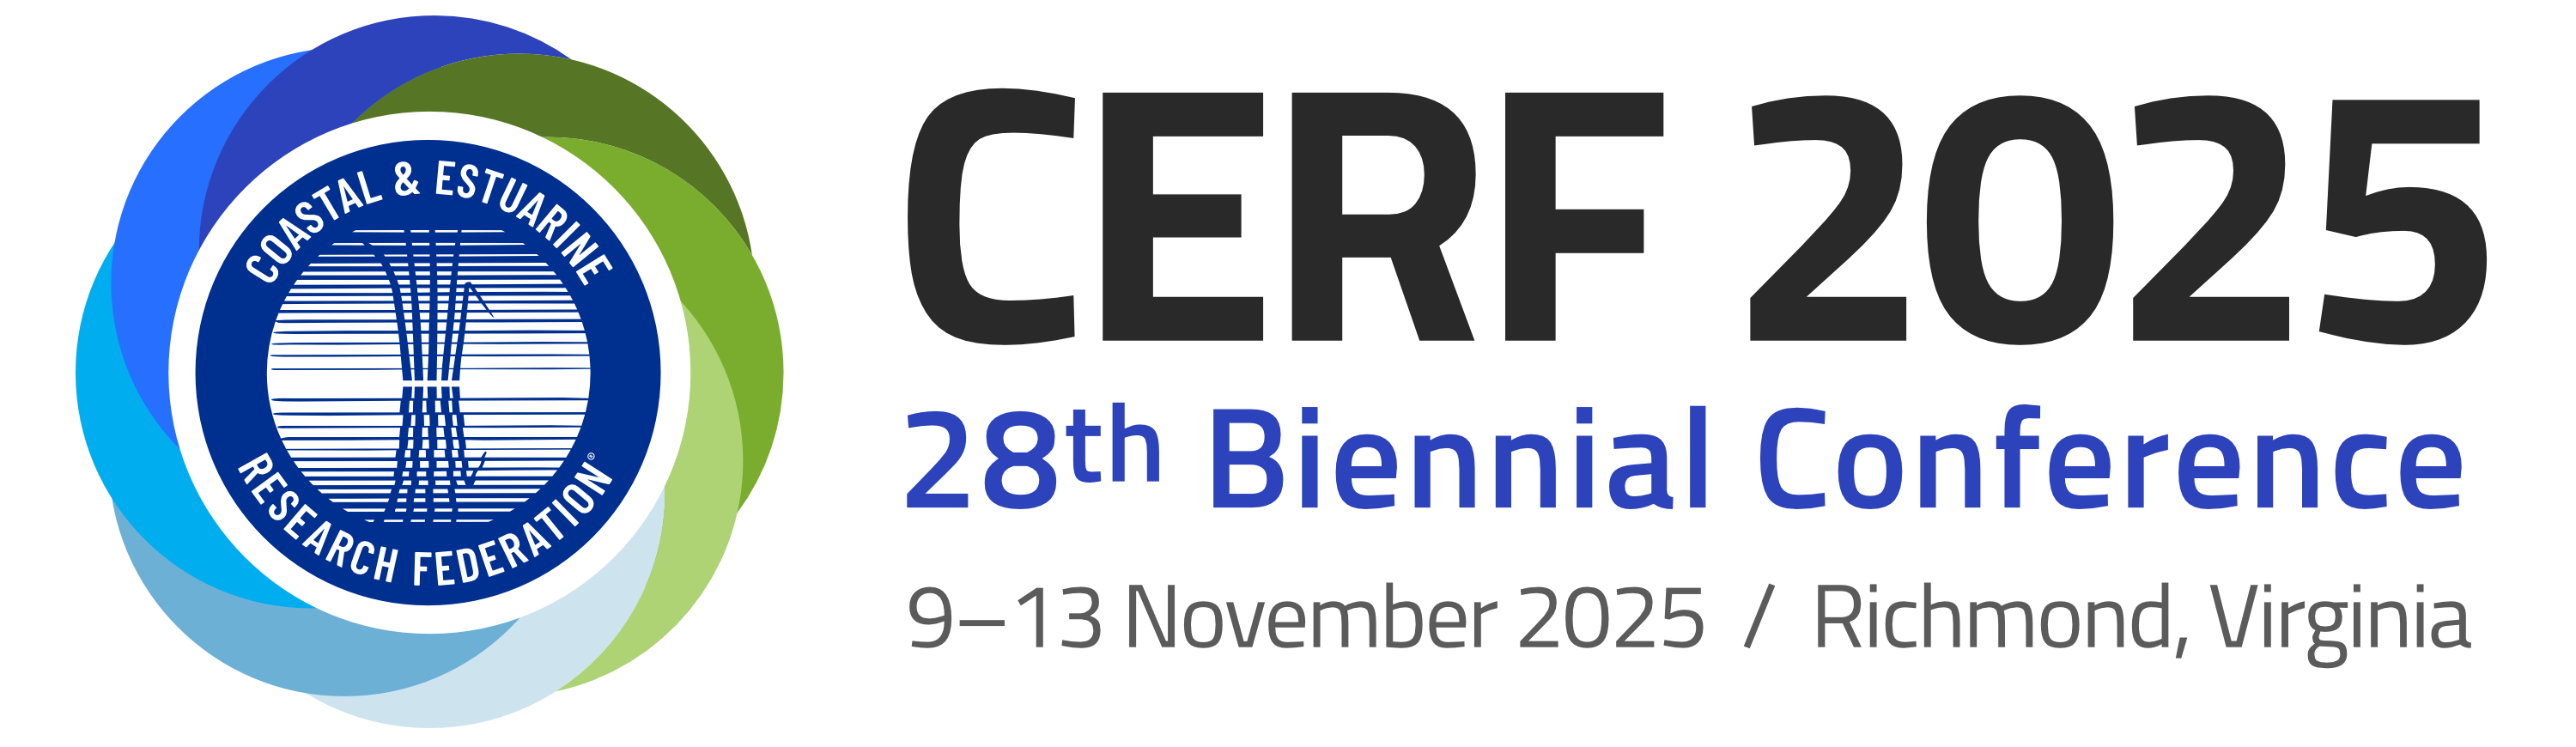 COASTAL & ESTUARINE
RESEARCH FEDERATION®
CERF 2025
28th Biennial Conference
9–13 November 2025 / Richmond, Virginia